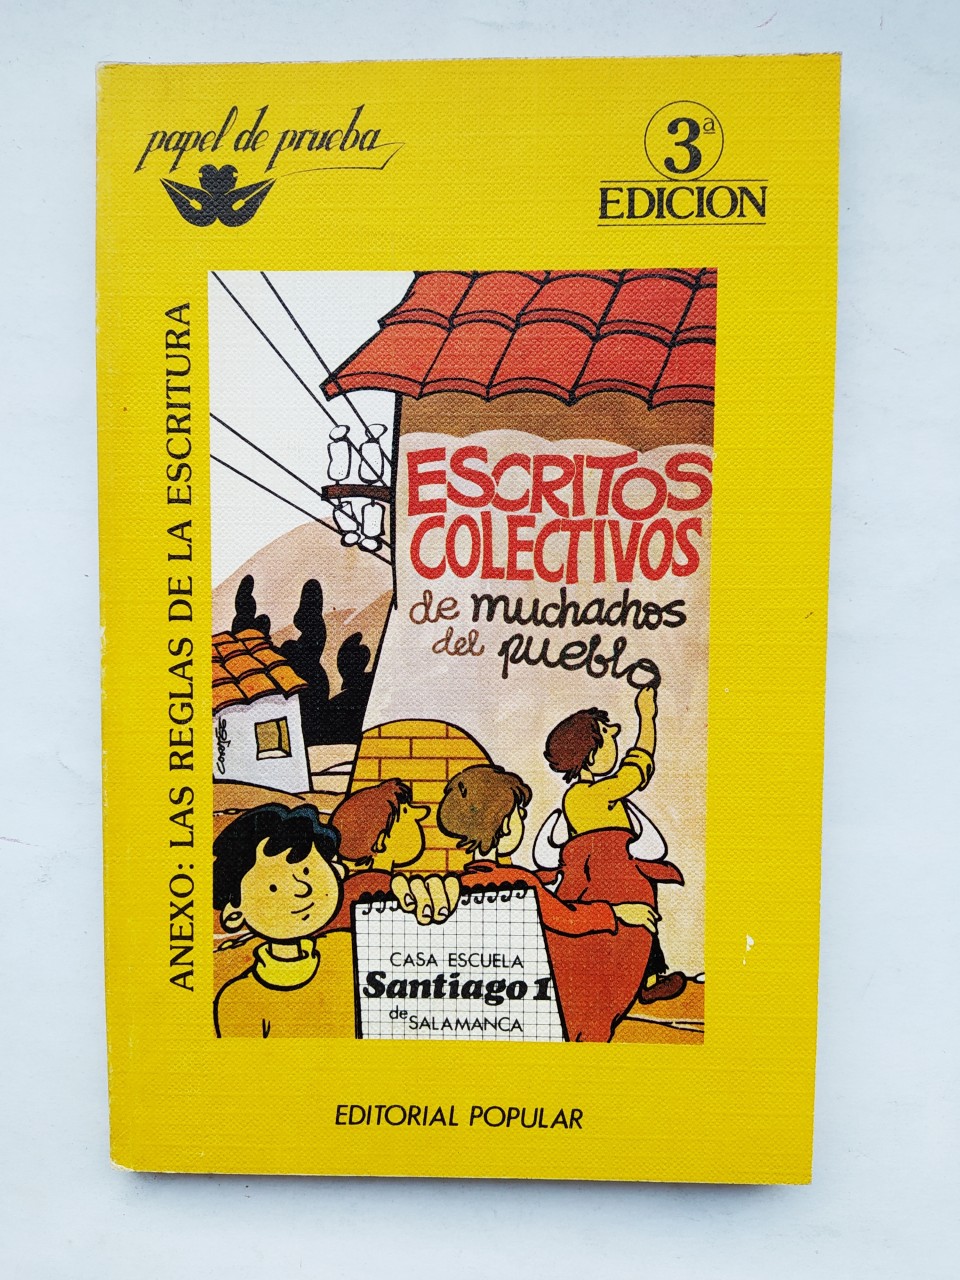 papel de prueba
3ª
EDICION
ANEXO: LAS REGLAS DE LA ESCRITURA
ESCRITOS
COLECTIVOS
de muchachos
del pueblo
CASA ESCUELA
Santiago 1
de SALAMANCA
EDITORIAL POPULAR